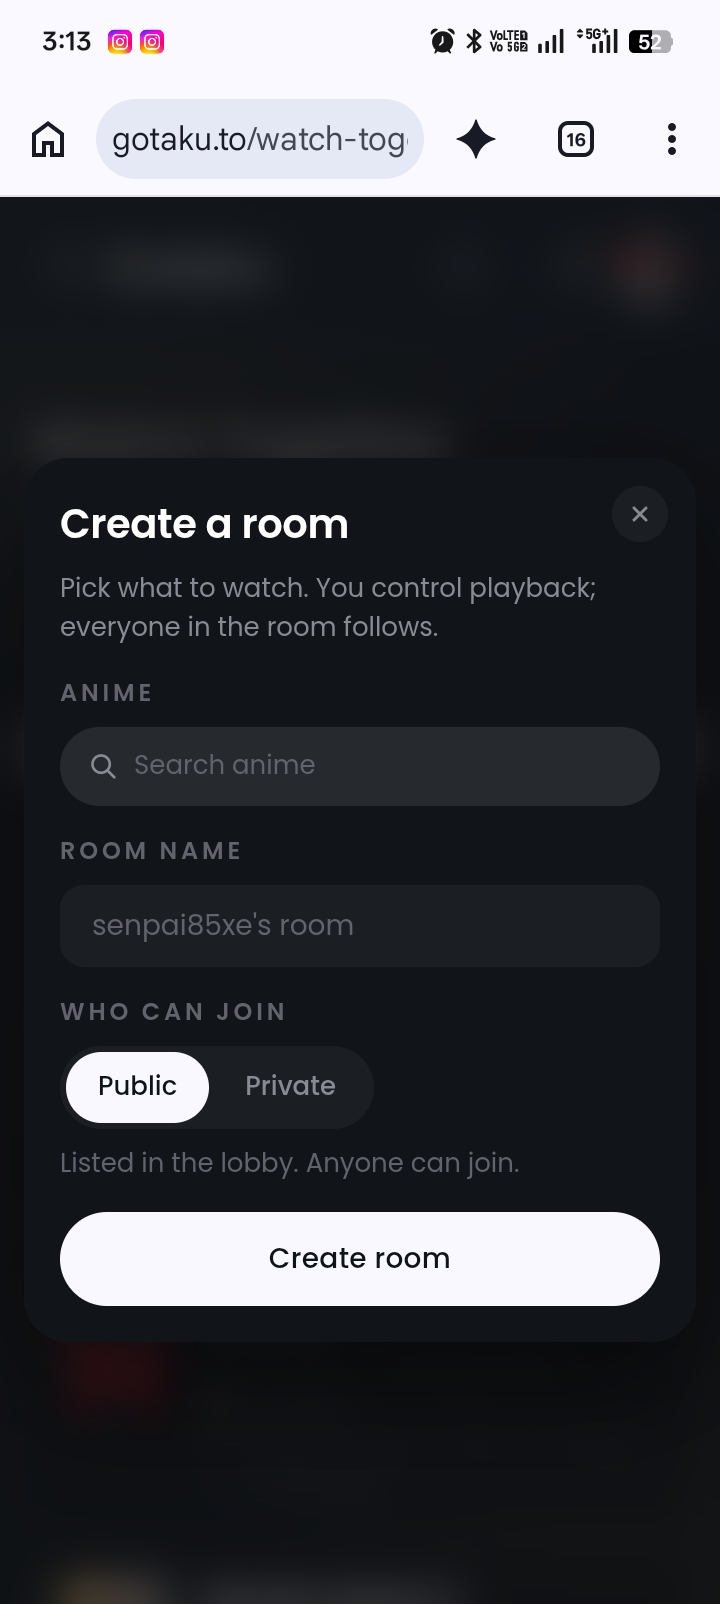 3:13
VoLTE1
Vo 5G2
5G+
52
gotaku.to/watch-tog
16
Create a room
Pick what to watch. You control playback;
everyone in the room follows.
ANIME
Search anime
ROOM NAME
senpai85xe's room
WHO CAN JOIN
Public
Private
Listed in the lobby. Anyone can join.
Create room